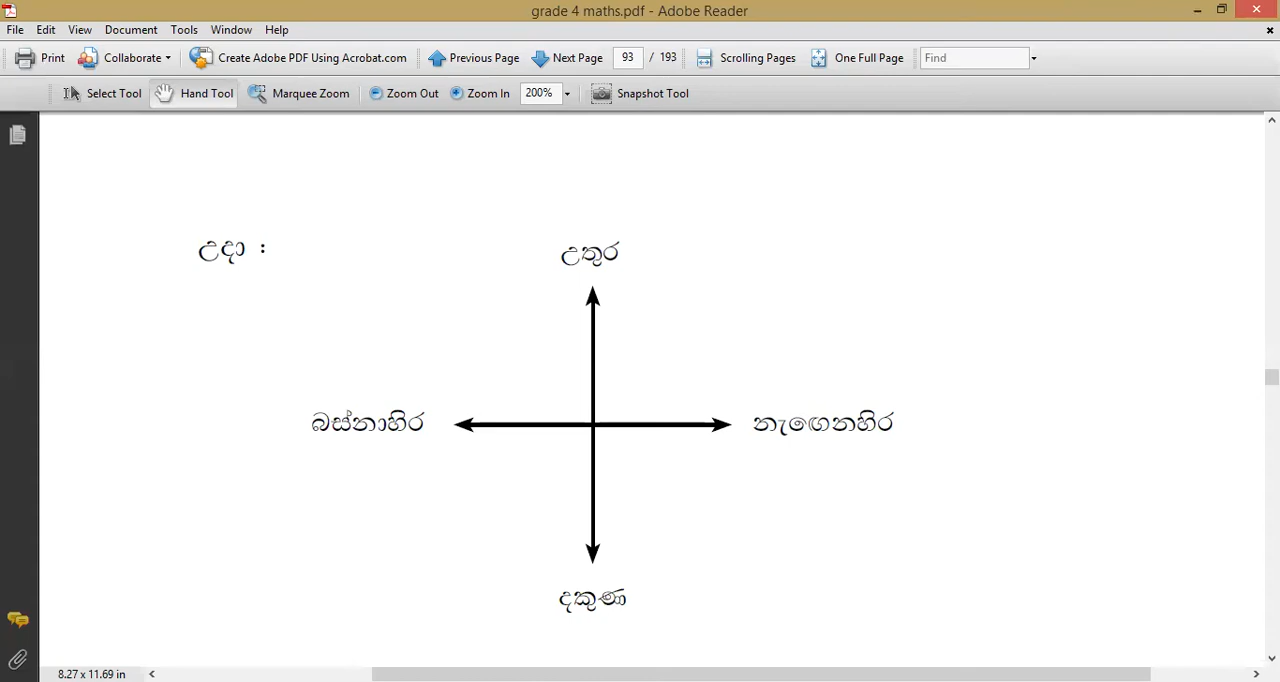 grade 4 maths.pdf - Adobe Reader
File Edit View Document Tools Window Help
Print Collaborate Create Adobe PDF Using Acrobat.com Previous Page Next Page 93 / 193 Scrolling Pages One Full Page Find
Select Tool Hand Tool Marquee Zoom Zoom Out Zoom In 200% Snapshot Tool
උදා :
උතුර
බස්නාහිර
නැඟෙනහිර
දකුණ
8.27 x 11.69 in